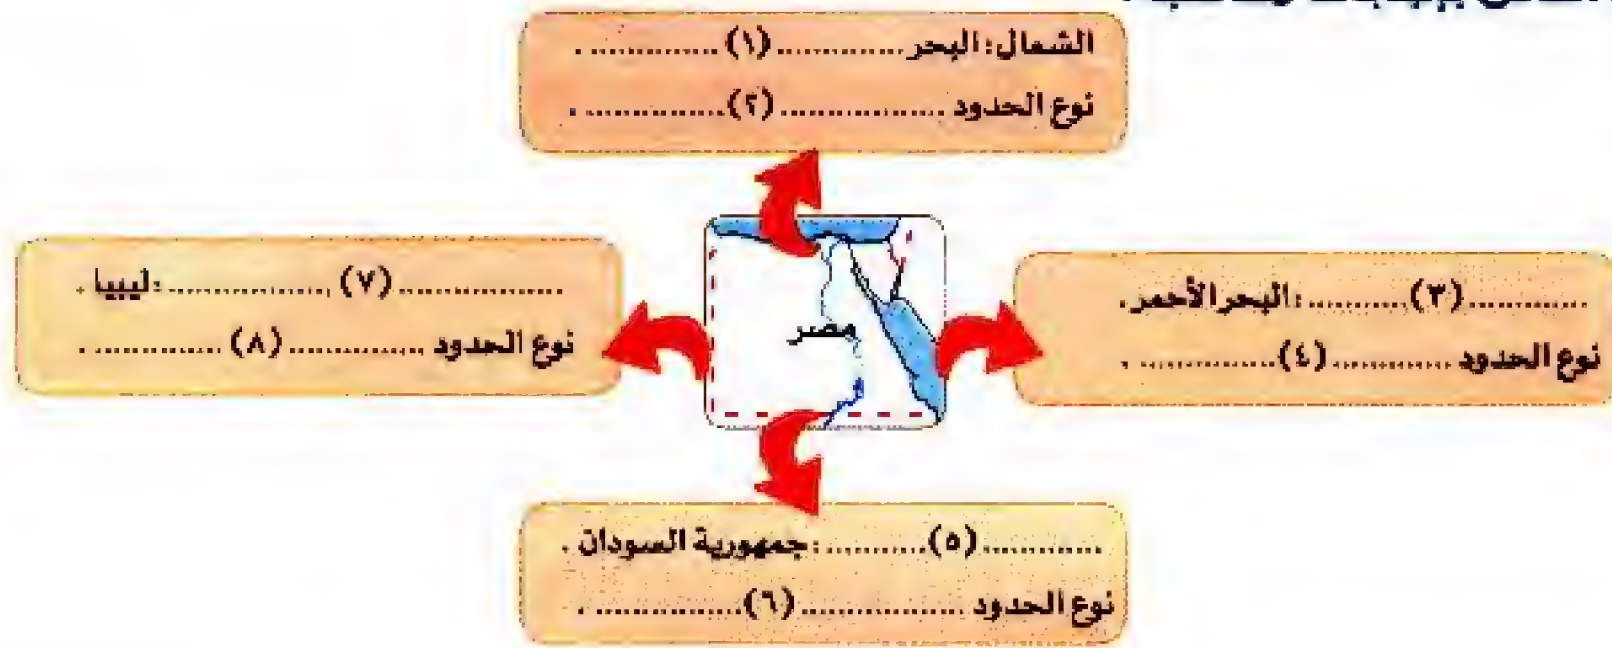 الشمال: البحر ..............(١)............... .
نوع الحدود ..................(٢)............... .
..............(٣)............ : البحر الأحمر.
نوع الحدود ..............(٤)............... .
مصر
..............(٥)............ : جمهورية السودان .
نوع الحدود ..................(٦)............... .
....................(٧)................... : ليبيا .
نوع الحدود ................(٨)............... .